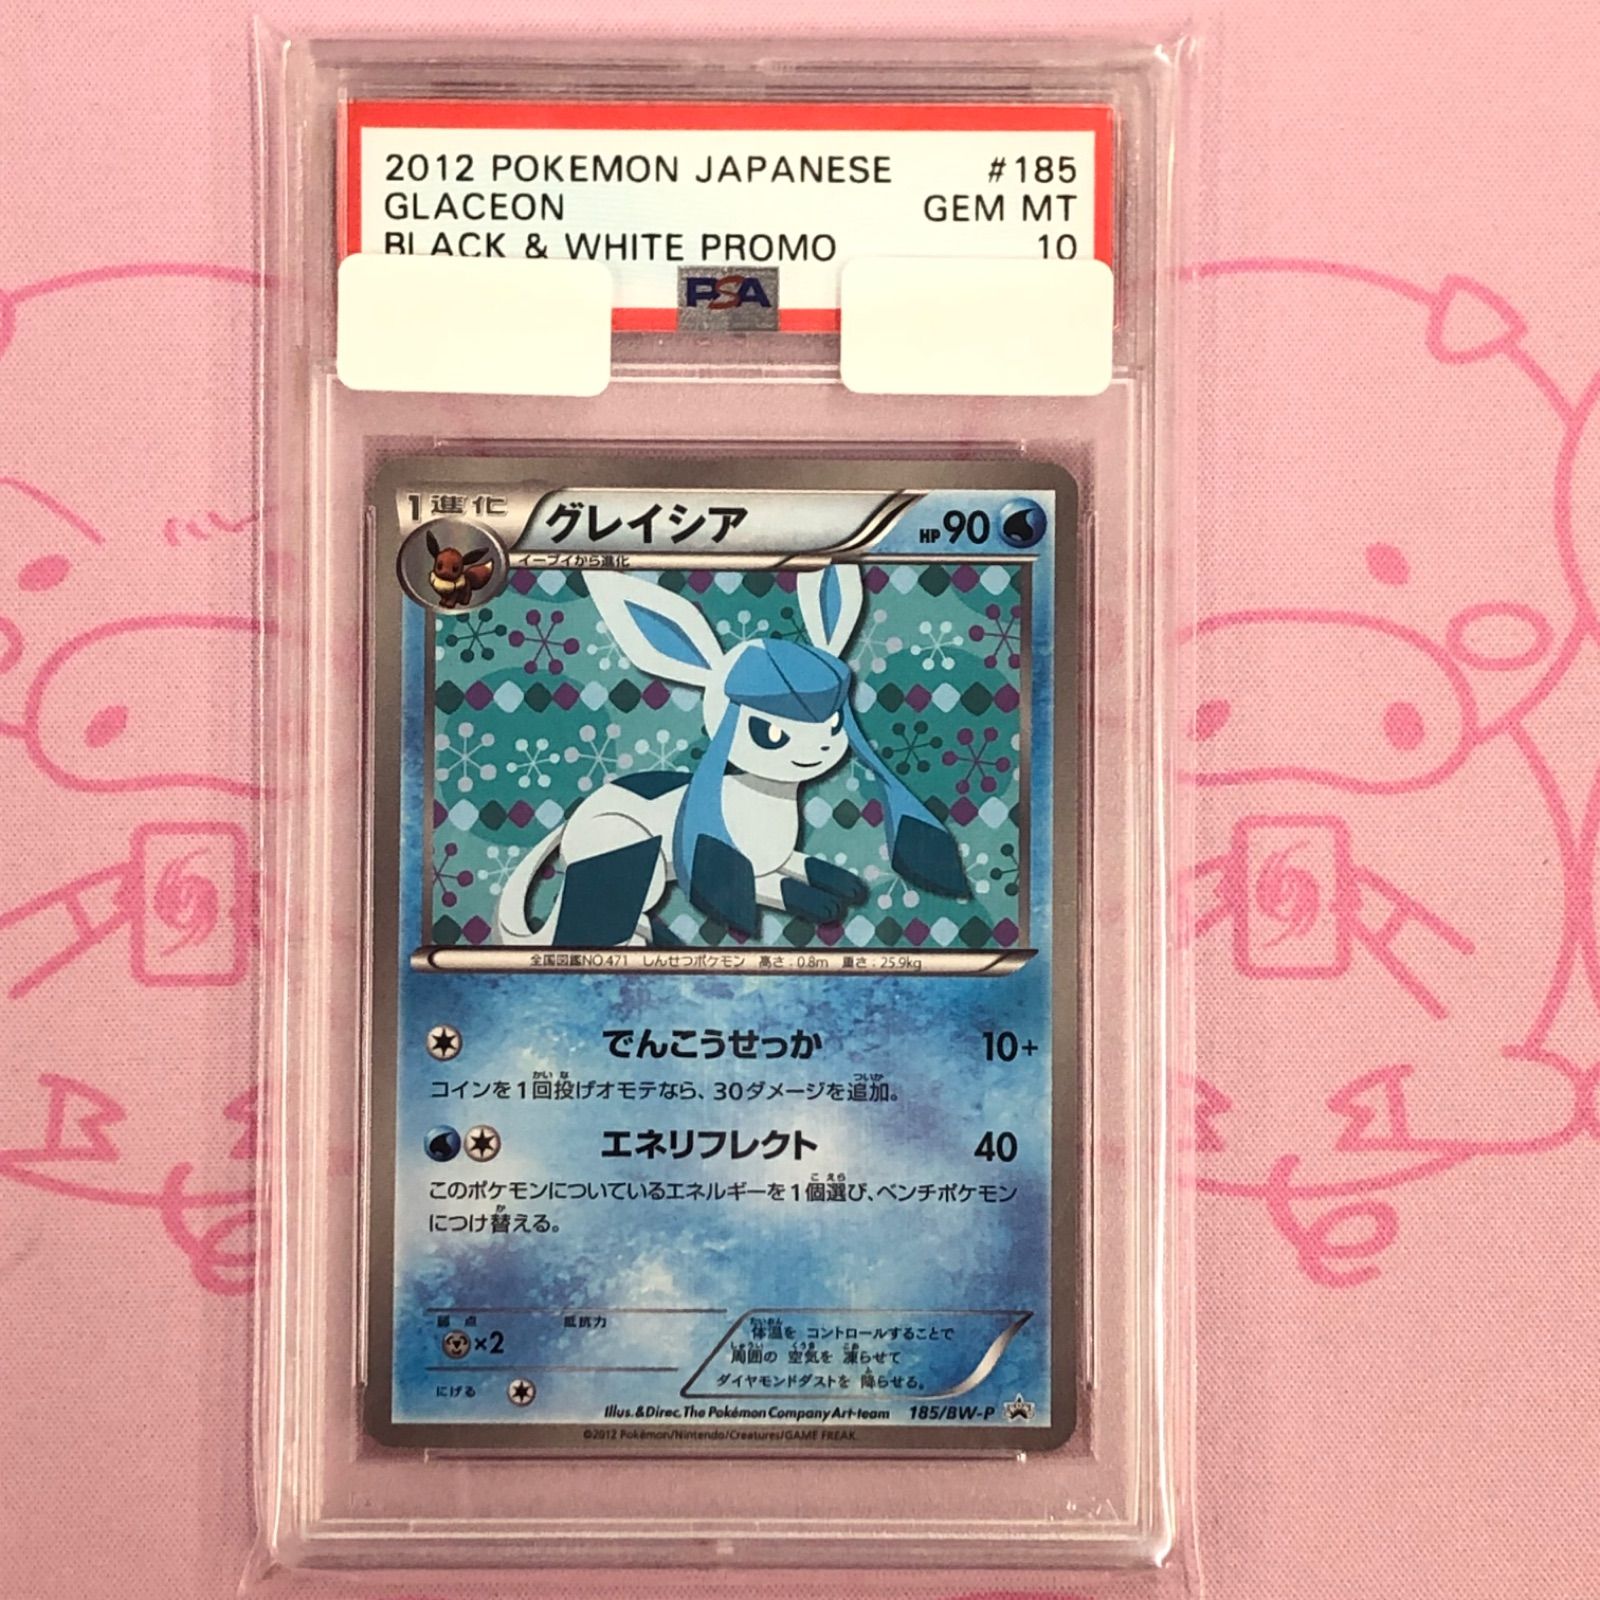 2012 POKEMON JAPANESE #185
GLACEON GEM MT
BLACK & WHITE PROMO 10
PSA
1進化 グレイシア HP90
イーブイから進化
全国図鑑NO.471 しんせつポケモン 高さ:0.8m 重さ:25.9kg
でんこうせっか 10+
コインを1回投げオモテなら、30ダメージを追加。
エネリフレクト 40
このポケモンについているエネルギーを1個選び、ベンチポケモン
につけ替える。
弱点 抵抗力
×2
にげる
体温を コントロールすることで
周囲の 空気を 凍らせて
ダイヤモンドダストを 降らせる。
Illus.&Direc.The Pokémon Company Art team 185/BW-P
©2012 Pokémon/Nintendo/Creatures/GAME FREAK.